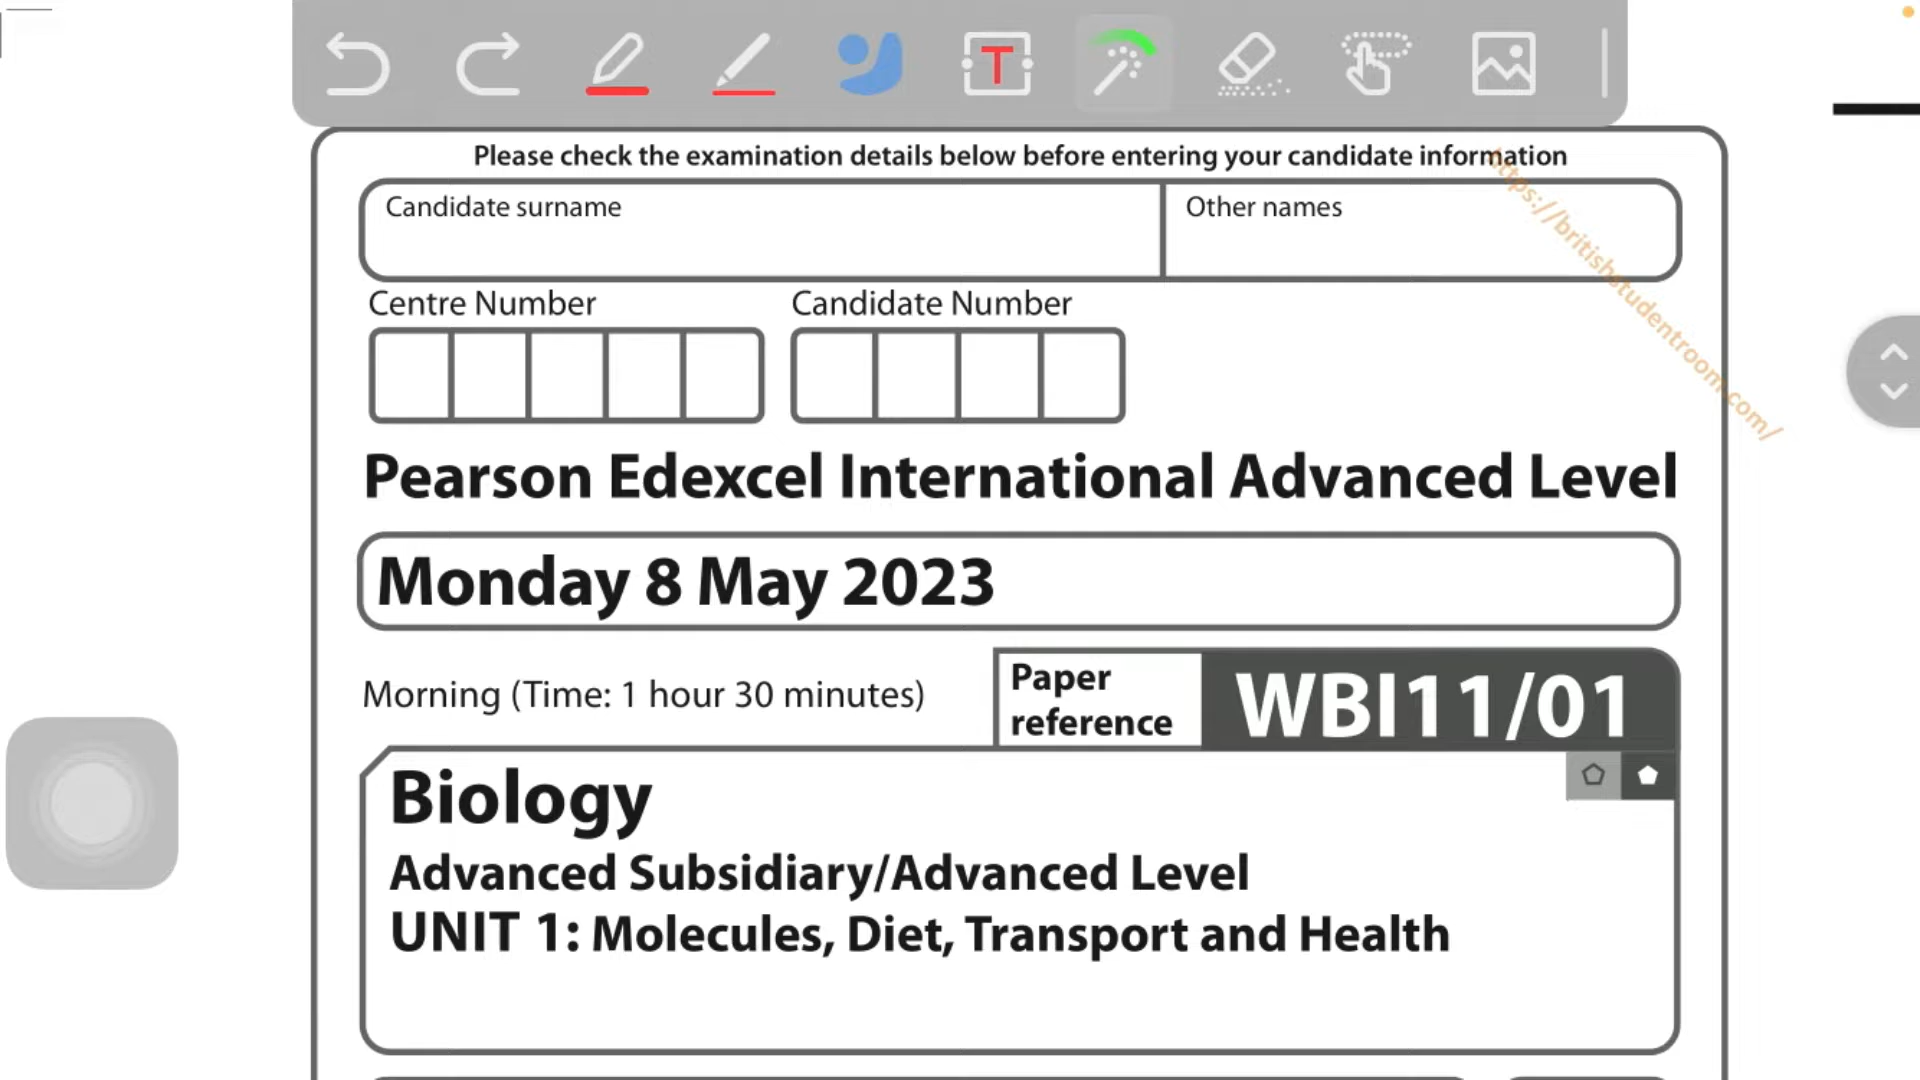 Please check the examination details below before entering your candidate information
Candidate surname
Other names
Centre Number
Candidate Number
Pearson Edexcel International Advanced Level
Monday 8 May 2023
Morning (Time: 1 hour 30 minutes)
Paper
reference
WBI11/01
Biology
Advanced Subsidiary/Advanced Level
UNIT 1: Molecules, Diet, Transport and Health
https://britishstudentroom.com/
T